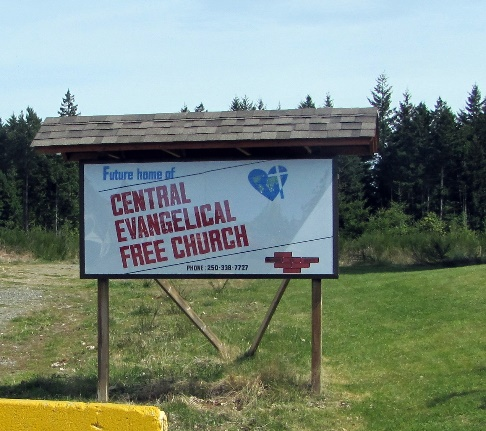 Future home of
CENTRAL
EVANGELICAL
FREE CHURCH
PHONE: 250-338-7727